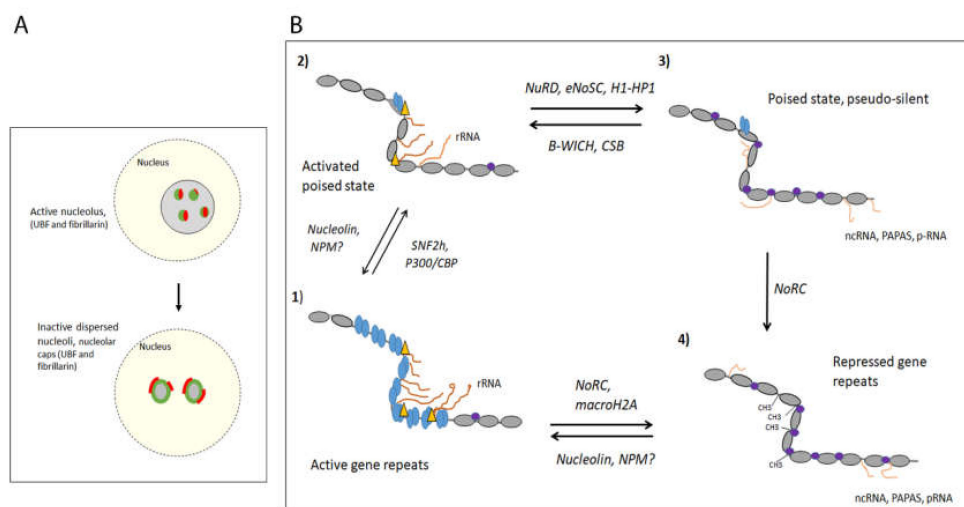 A
B
Nucleus
Active nucleolus,
(UBF and fibrillarin)
Inactive dispersed
nucleoli, nucleolar
caps (UBF and
fibrillarin)
Nucleus
2)
rRNA
Activated
poised state
NuRD, eNoSC, H1-HP1
B-WICH, CSB
3)
Poised state, pseudo-silent
ncRNA, PAPAS, p-RNA
Nucleolin,
NPM?
SNF2h,
P300/CBP
NoRC
1)
rRNA
Active gene repeats
NoRC,
macroH2A
Nucleolin, NPM?
4)
Repressed gene
repeats
CH3
CH3
CH3
CH3
ncRNA, PAPAS, pRNA